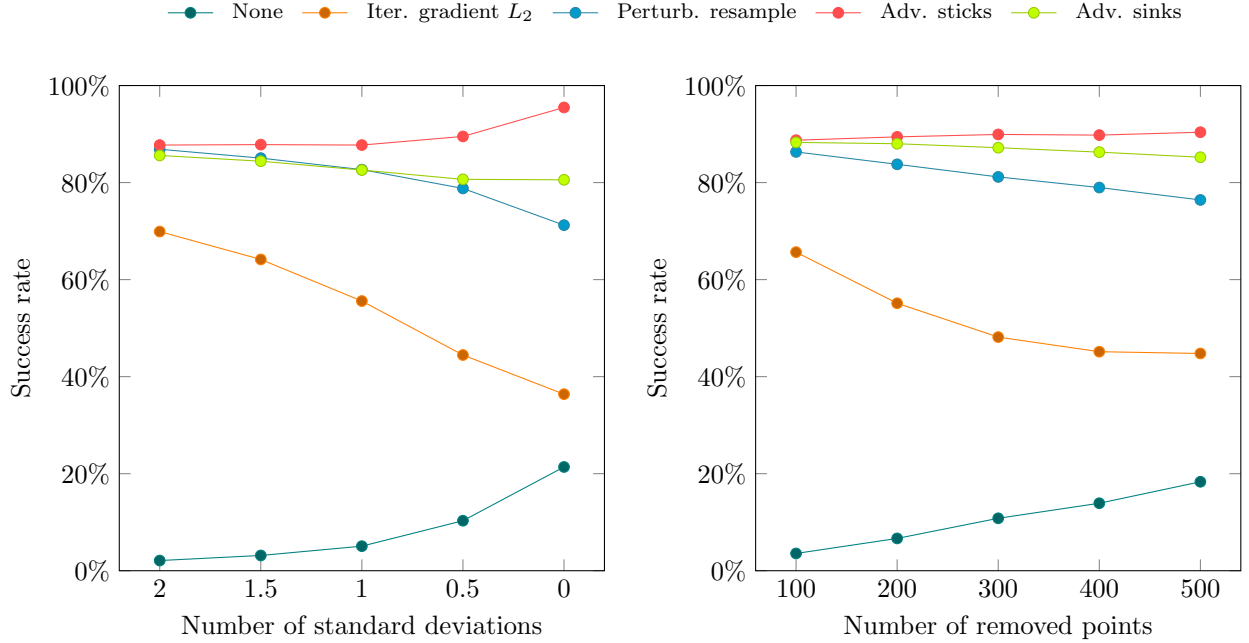 None Iter. gradient L2 Perturb. resample Adv. sticks Adv. sinks
100%
80%
60%
40%
20%
0%
Success rate
2 1.5 1 0.5 0
Number of standard deviations
100%
80%
60%
40%
20%
0%
Success rate
100 200 300 400 500
Number of removed points